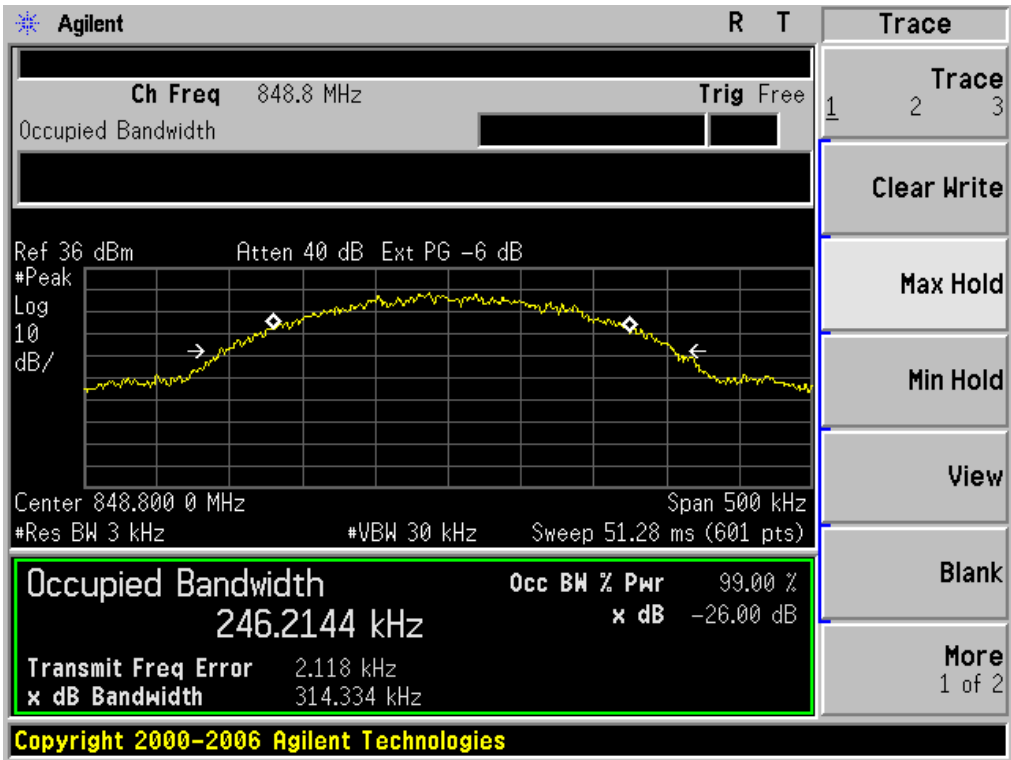 Agilent R T
Ch Freq 848.8 MHz Trig Free
Occupied Bandwidth
Ref 36 dBm Atten 40 dB Ext PG -6 dB
#Peak
Log
10
dB/
Center 848.800 0 MHz Span 500 kHz
#Res BW 3 kHz #VBW 30 kHz Sweep 51.28 ms (601 pts)
Occupied Bandwidth
246.2144 kHz
Occ BW % Pwr 99.00 %
x dB -26.00 dB
Transmit Freq Error 2.118 kHz
x dB Bandwidth 314.334 kHz
Copyright 2000-2006 Agilent Technologies
Trace
Trace
1 2 3
Clear Write
Max Hold
Min Hold
View
Blank
More
1 of 2